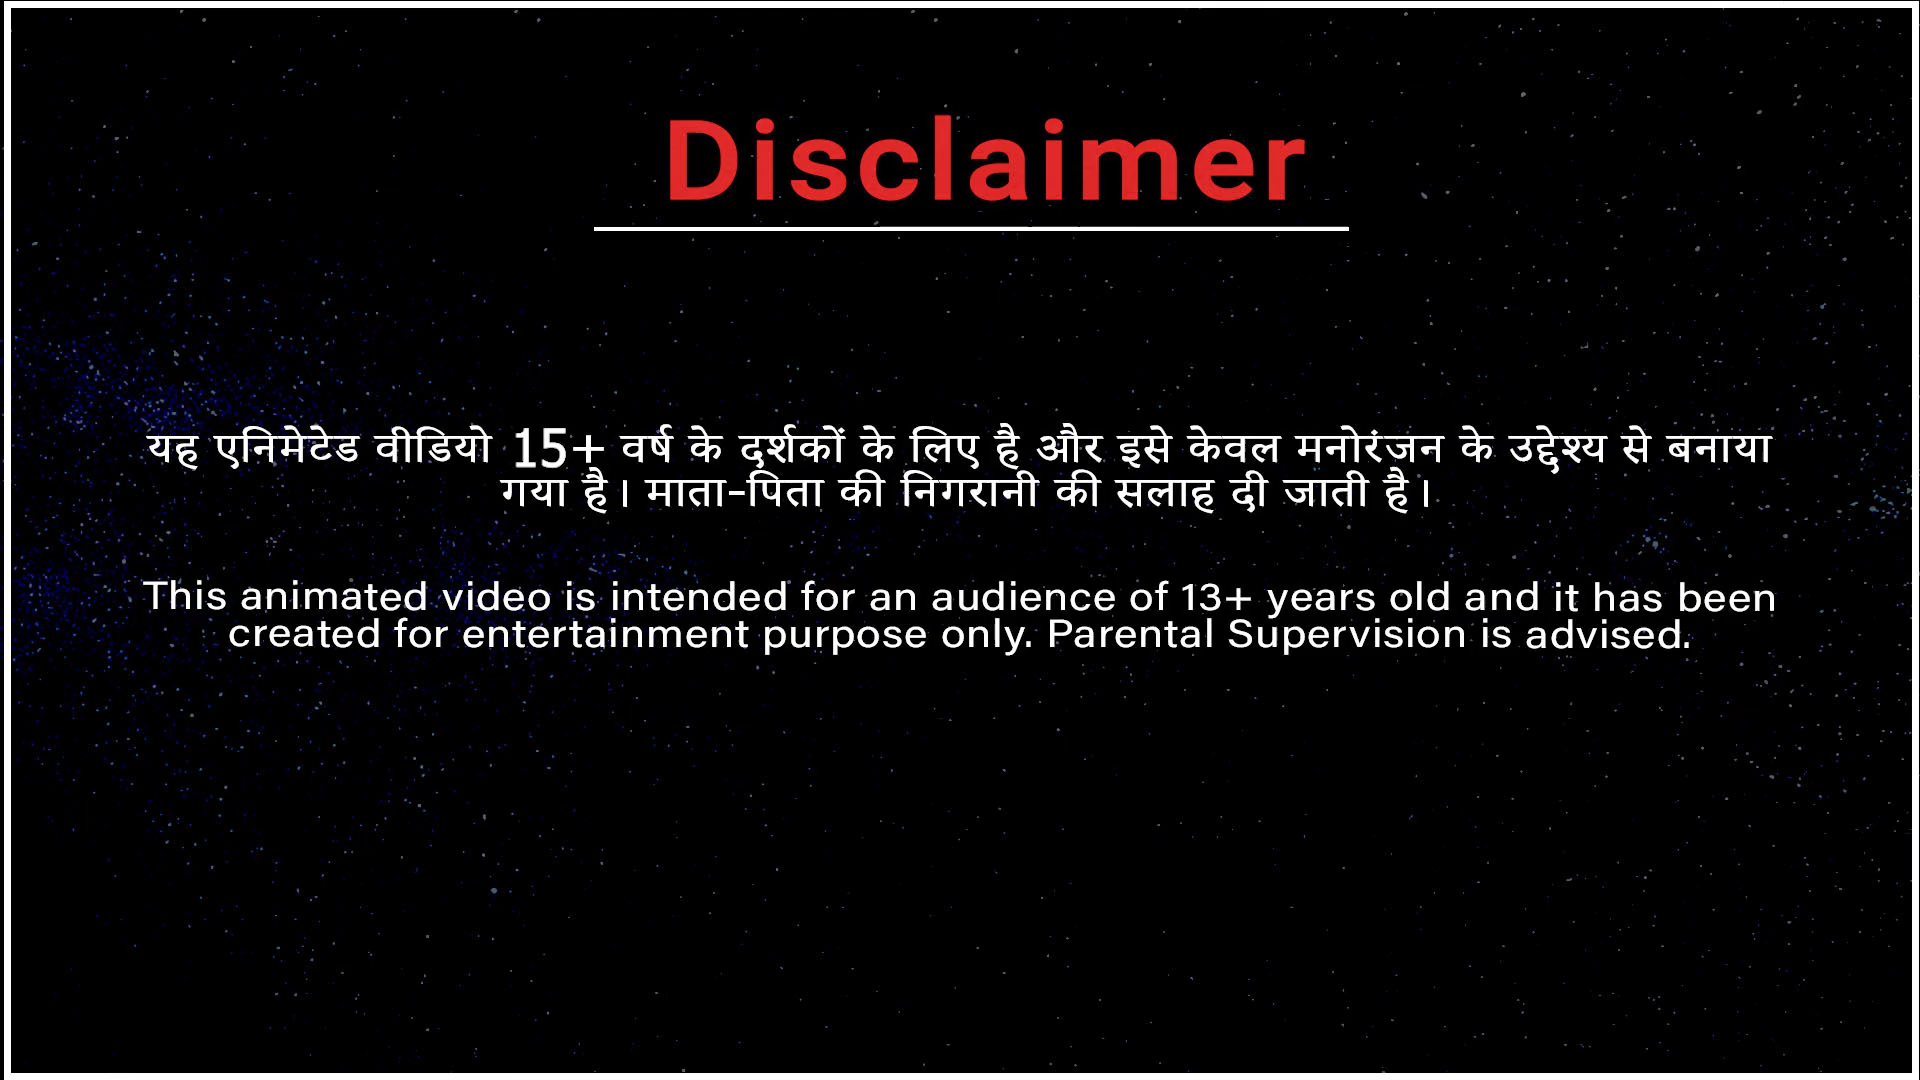 Disclaimer
यह एनिमेटेड वीडियो 15+ वर्ष के दर्शकों के लिए है और इसे केवल मनोरंजन के उद्देश्य से बनाया
गया है। माता-पिता की निगरानी की सलाह दी जाती है।
This animated video is intended for an audience of 13+ years old and it has been
created for entertainment purpose only. Parental Supervision is advised.